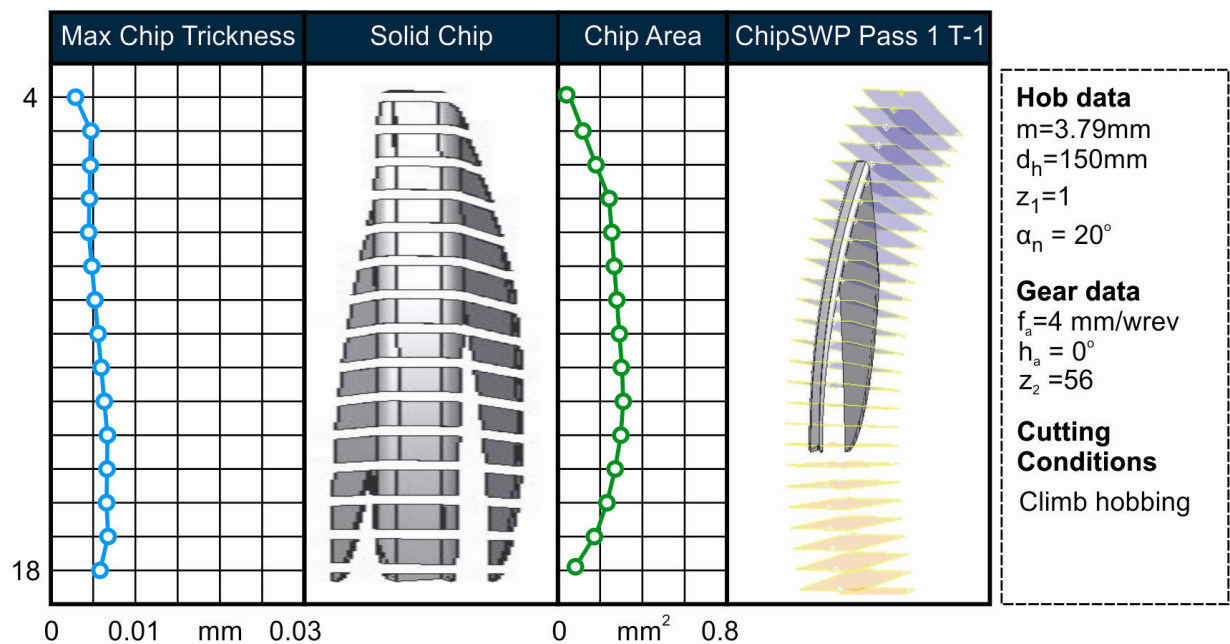 Max Chip Trickness
Solid Chip
Chip Area
ChipSWP Pass 1 T-1
4
18
0
0.01
mm
0.03
0
mm²
0.8
Hob data
m=3.79mm
dₕ=150mm
z₁=1
αₙ = 20°
Gear data
fₐ=4 mm/wrev
hₐ = 0°
z₂ =56
Cutting
Conditions
Climb hobbing